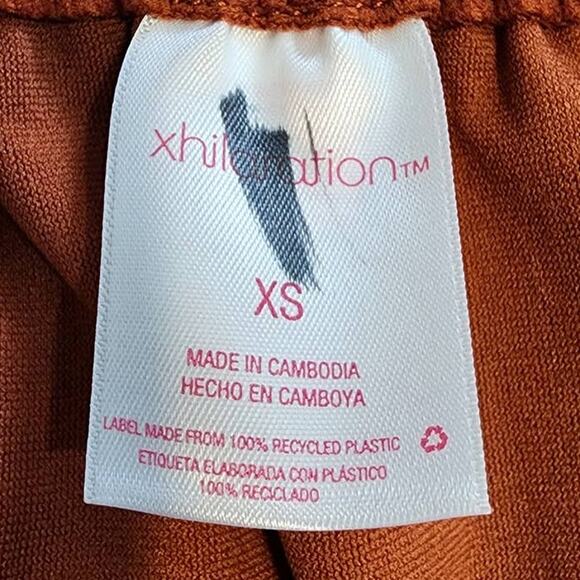 xhilaration™
XS
MADE IN CAMBODIA
HECHO EN CAMBOYA
LABEL MADE FROM 100% RECYCLED PLASTIC
ETIQUETA ELABORADA CON PLÁSTICO
100% RECICLADO